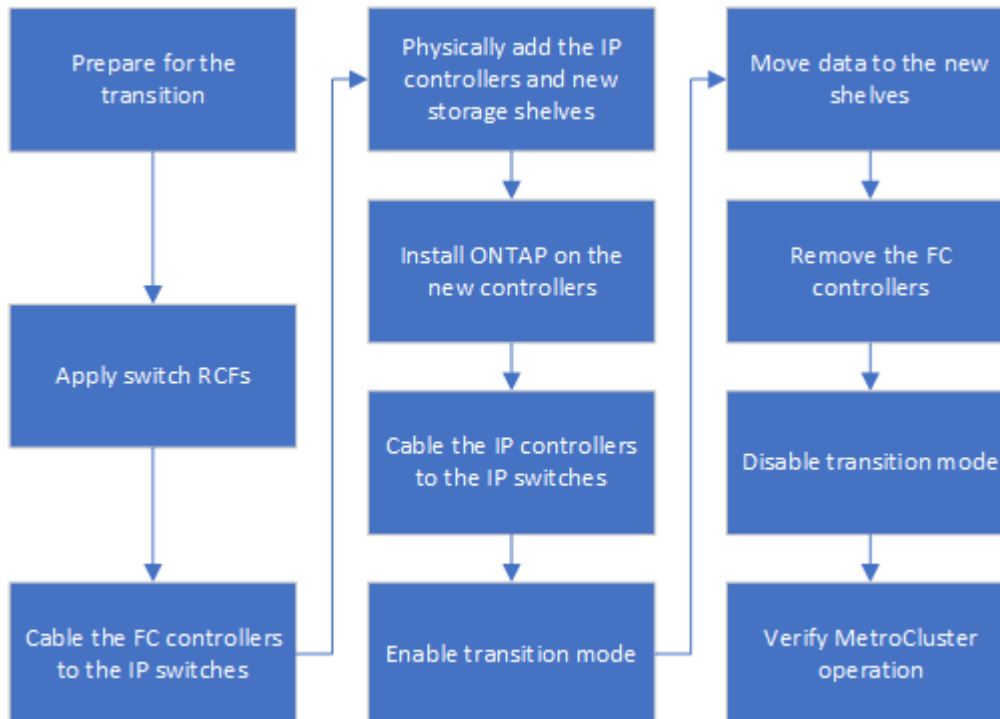 Prepare for the
transition
Apply switch RCFs
Cable the FC controllers
to the IP switches
Physically add the IP
controllers and new
storage shelves
Install ONTAP on the
new controllers
Cable the IP controllers
to the IP switches
Enable transition mode
Move data to the new
shelves
Remove the FC
controllers
Disable transition mode
Verify MetroCluster
operation